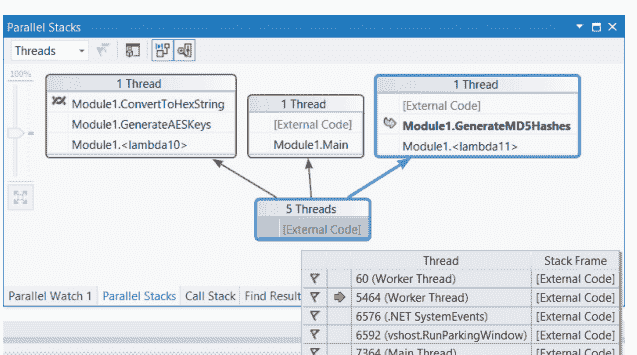 Parallel Stacks
Threads
100%
1 Thread
Module1.ConvertToHexString
Module1.GenerateAESKeys
Module1.<lambda10>
1 Thread
[External Code]
Module1.Main
1 Thread
[External Code]
Module1.GenerateMD5Hashes
Module1.<lambda11>
5 Threads
[External Code]
Parallel Watch 1 Parallel Stacks Call Stack Find Result
Thread Stack Frame
60 (Worker Thread) [External Code]
5464 (Worker Thread) [External Code]
6576 (.NET SystemEvents) [External Code]
6592 (vshost.RunParkingWindow) [External Code]
7364 (Main Thread) [External Code]